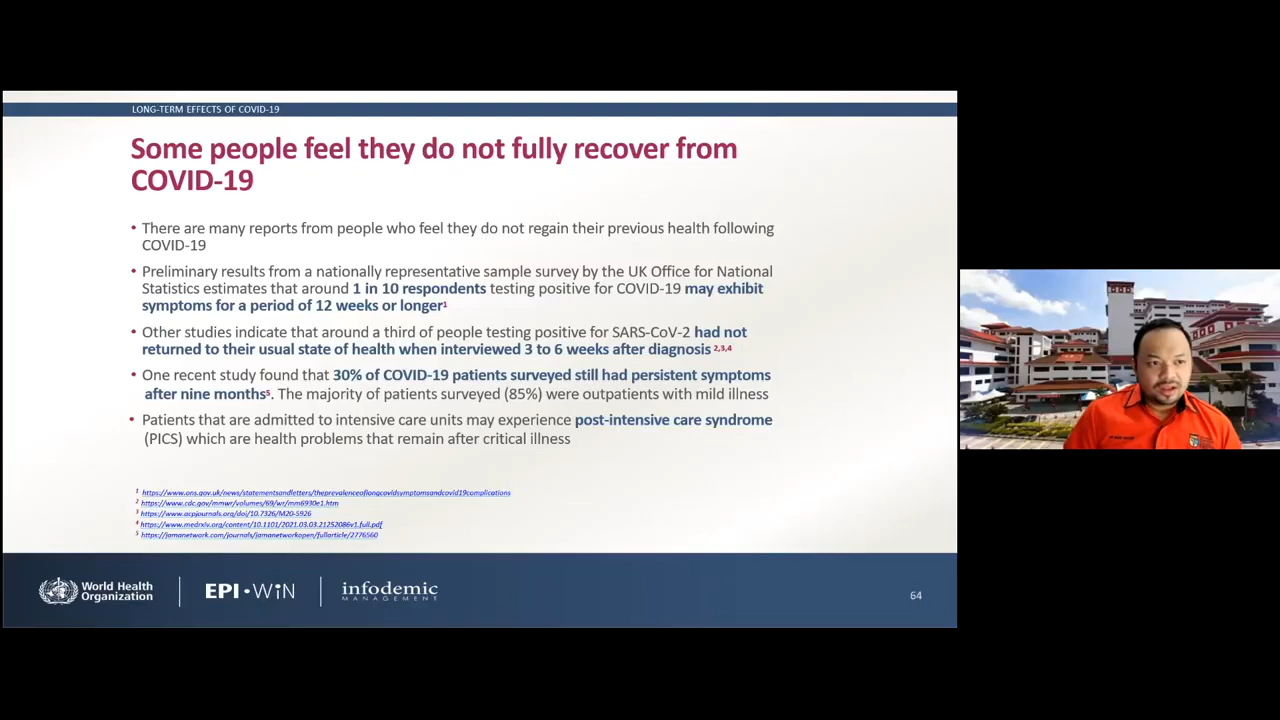 LONG-TERM EFFECTS OF COVID-19
Some people feel they do not fully recover from
COVID-19
• There are many reports from people who feel they do not regain their previous health following
COVID-19
• Preliminary results from a nationally representative sample survey by the UK Office for National
Statistics estimates that around 1 in 10 respondents testing positive for COVID-19 may exhibit
symptoms for a period of 12 weeks or longer1
• Other studies indicate that around a third of people testing positive for SARS-CoV-2 had not
returned to their usual state of health when interviewed 3 to 6 weeks after diagnosis 2,3,4
• One recent study found that 30% of COVID-19 patients surveyed still had persistent symptoms
after nine months5. The majority of patients surveyed (85%) were outpatients with mild illness
• Patients that are admitted to intensive care units may experience post-intensive care syndrome
(PICS) which are health problems that remain after critical illness
1 https://www.ons.gov.uk/news/statementsandletters/theprevalenceoflongcovidsymptomsandcovid19complications
2 https://www.cdc.gov/mmwr/volumes/69/wr/mm6930e1.htm
3 https://www.acpjournals.org/doi/10.7326/M20-5926
4 https://www.medrxiv.org/content/10.1101/2021.03.03.21252086v1.full.pdf
5 https://jamanetwork.com/journals/jamanetworkopen/fullarticle/2776560
World Health
Organization
EPI•WiN
infodemic
MANAGEMENT
64